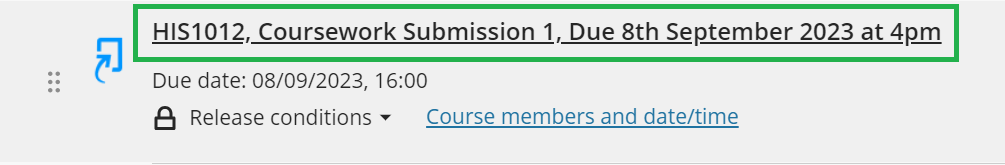 HIS1012, Coursework Submission 1, Due 8th September 2023 at 4pm
Due date: 08/09/2023, 16:00
Release conditions Course members and date/time